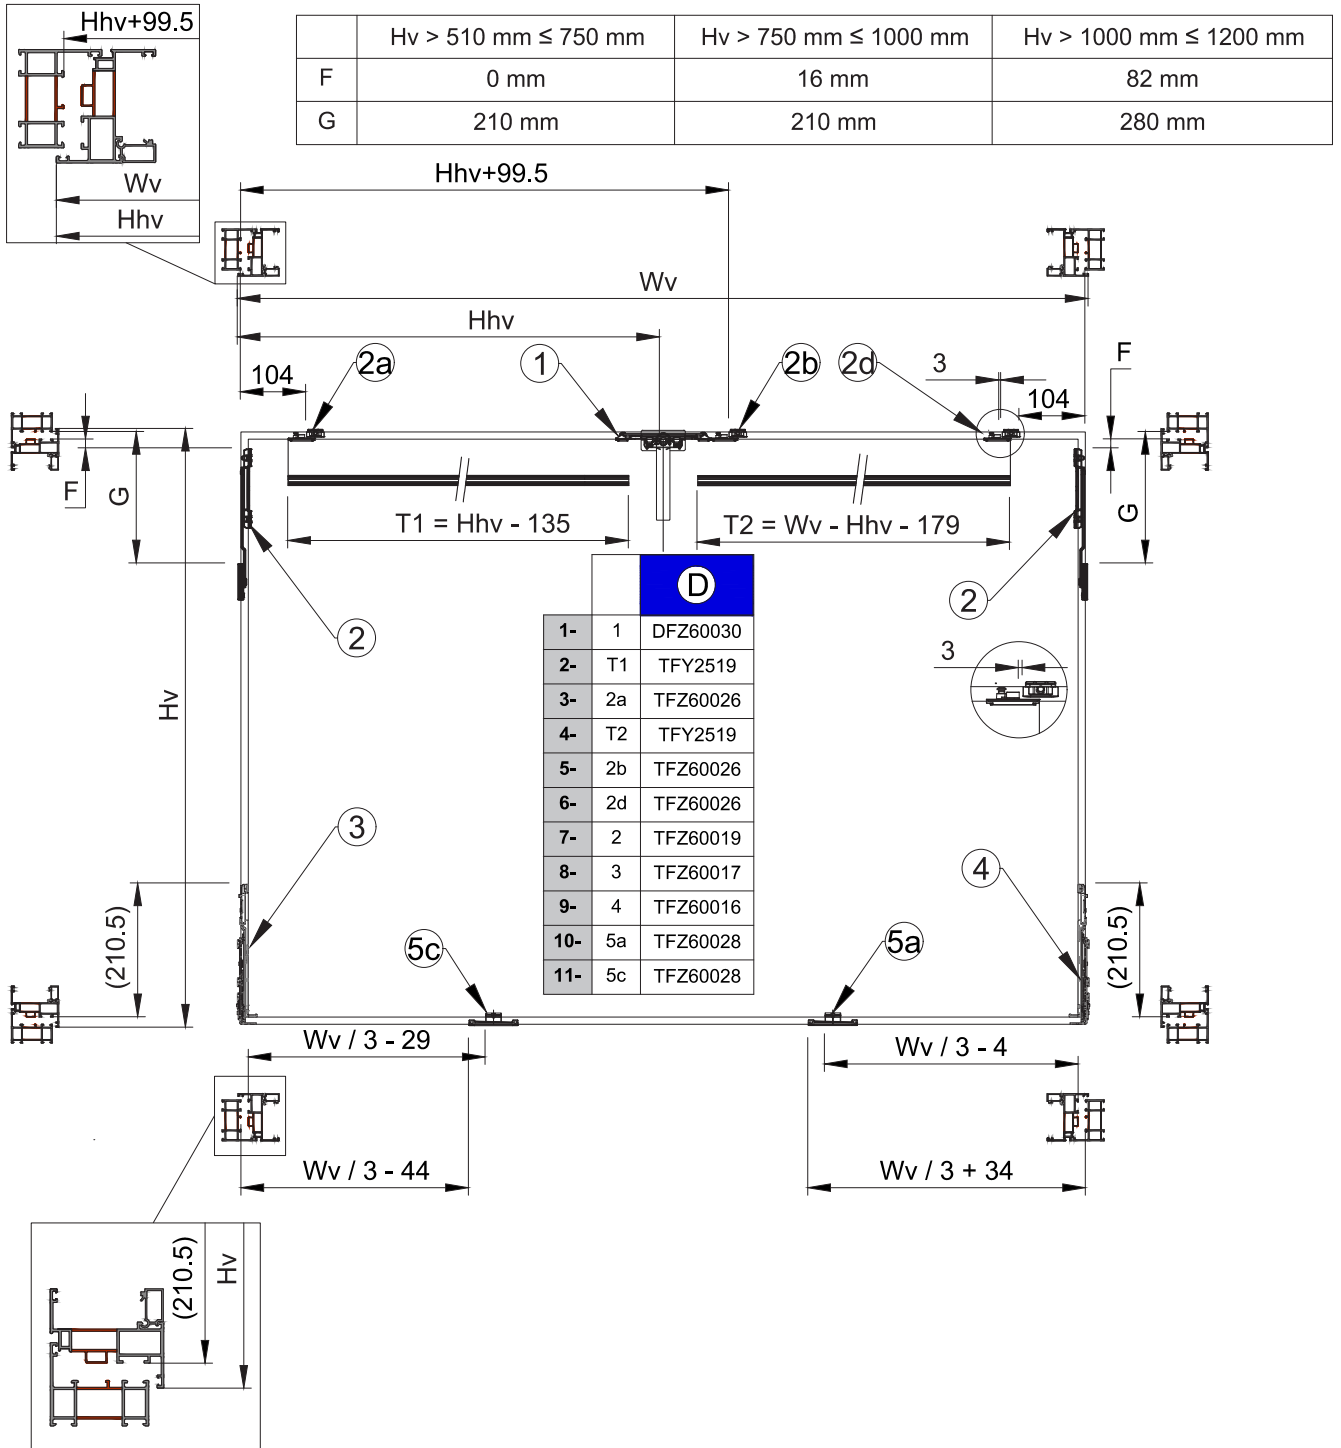 Hhv+99.5
Wv
Hhv
Hv > 510 mm ≤ 750 mm Hv > 750 mm ≤ 1000 mm Hv > 1000 mm ≤ 1200 mm
F 0 mm 16 mm 82 mm
G 210 mm 210 mm 280 mm
Hhv+99.5
Wv
Hhv
2a 1 2b 2d 3 F
104 104
F G G
T1 = Hhv - 135 T2 = Wv - Hhv - 179
D
2 2
3
Hv
1- 1 DFZ60030
2- T1 TFY2519
3- 2a TFZ60026
4- T2 TFY2519
5- 2b TFZ60026
6- 2d TFZ60026
7- 2 TFZ60019
8- 3 TFZ60017
9- 4 TFZ60016
10- 5a TFZ60028
11- 5c TFZ60028
3 4
(210.5) (210.5)
5c 5a
Wv / 3 - 29 Wv / 3 - 4
Wv / 3 - 44 Wv / 3 + 34
(210.5) Hv